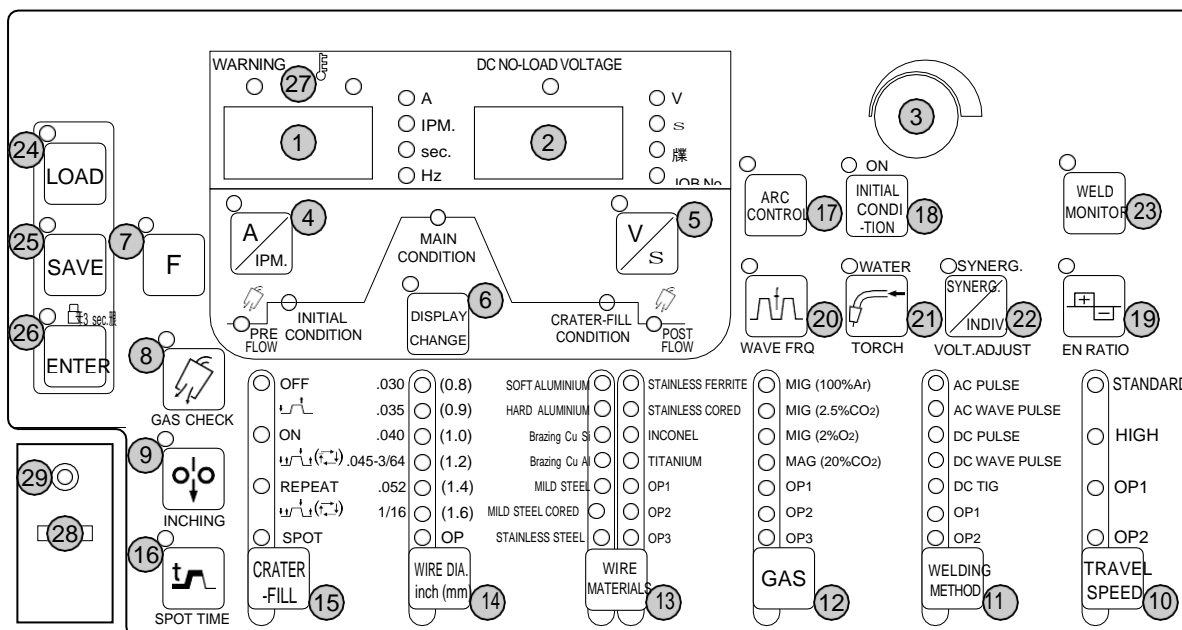 WARNING
DC NO-LOAD VOLTAGE
27
1
A
IPM.
sec.
Hz
2
V
S
牒
JOB No
3
24
LOAD
25
SAVE
3 sec.
26
ENTER
7
F
4
A
IPM.
MAIN
CONDITION
5
V
S
6
DISPLAY
CHANGE
PRE
FLOW
INITIAL
CONDITION
CRATER-FILL
CONDITION
POST
FLOW
ARC
CONTROL
17
ON
INITIAL
CONDI
-TION
18
WELD
MONITOR
23
20
WAVE FRQ
WATER
21
TORCH
SYNERG.
SYNERG.
INDIV.
22
VOLT.ADJUST
19
EN RATIO
8
GAS CHECK
9
INCHING
16
t
SPOT TIME
29
28
OFF
ON
REPEAT
SPOT
CRATER
-FILL
15
.030 (0.8)
.035 (0.9)
.040 (1.0)
.045-3/64 (1.2)
.052 (1.4)
1/16 (1.6)
OP
WIRE DIA.
inch (mm)
14
SOFT ALUMINIUM
HARD ALUMINIUM
Brazing Cu Si
Brazing Cu Al
MILD STEEL
MILD STEEL CORED
STAINLESS STEEL
STAINLESS FERRITE
STAINLESS CORED
INCONEL
TITANIUM
OP1
OP2
OP3
WIRE
MATERIALS
13
MIG (100%Ar)
MIG (2.5%CO2)
MIG (2%O2)
MAG (20%CO2)
OP1
OP2
OP3
GAS
12
AC PULSE
AC WAVE PULSE
DC PULSE
DC WAVE PULSE
DC TIG
OP1
OP2
WELDING
METHOD
11
STANDARD
HIGH
OP1
OP2
TRAVEL
SPEED
10